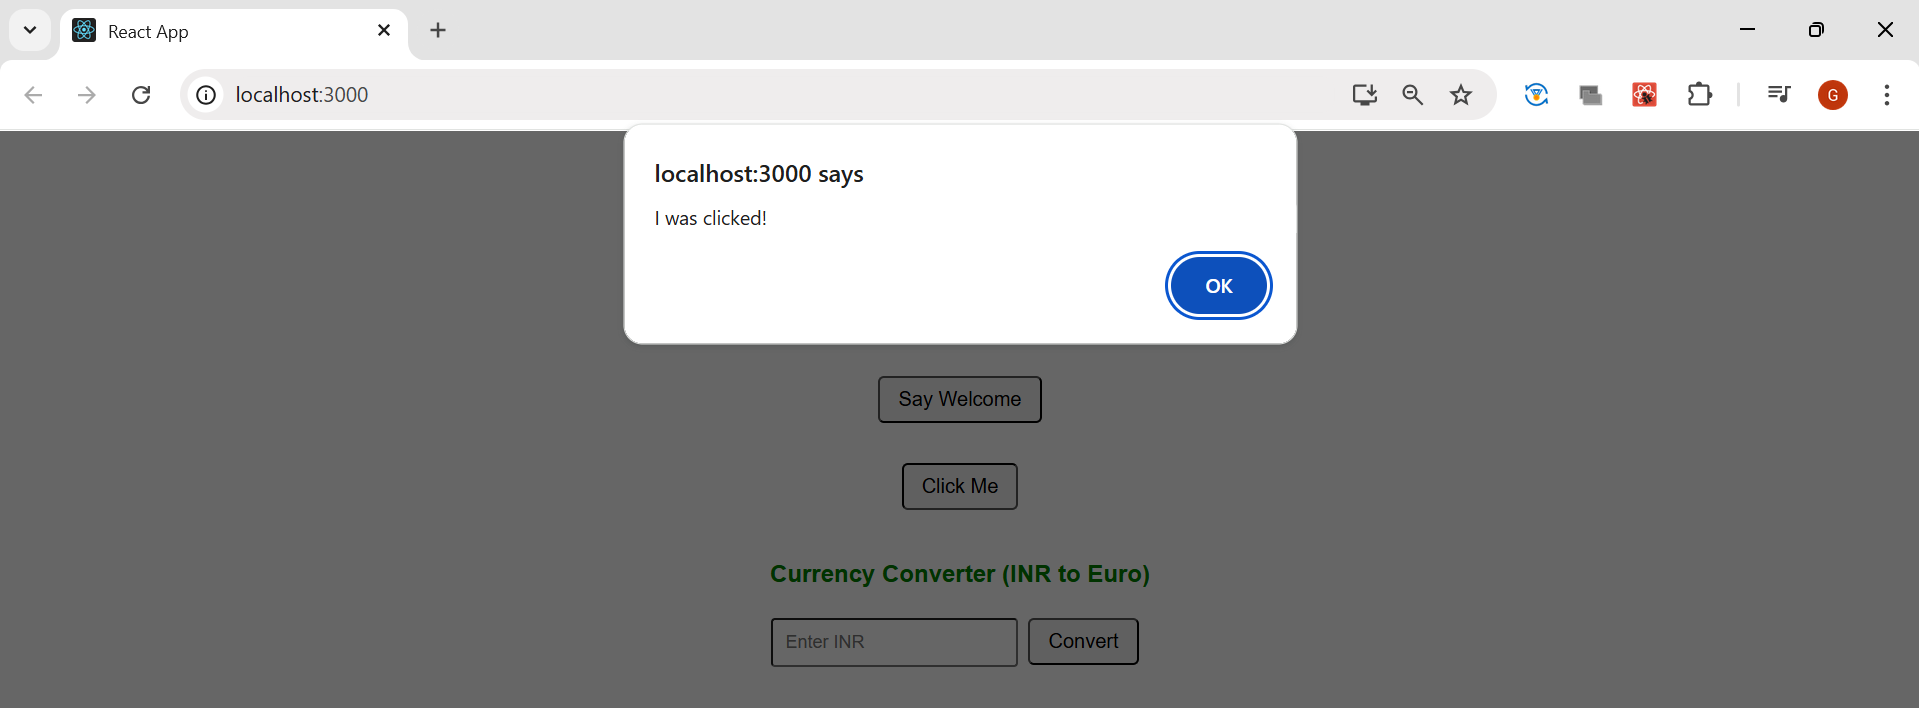 React App
localhost:3000
G
localhost:3000 says
I was clicked!
OK
Say Welcome
Click Me
Currency Converter (INR to Euro)
Enter INR
Convert